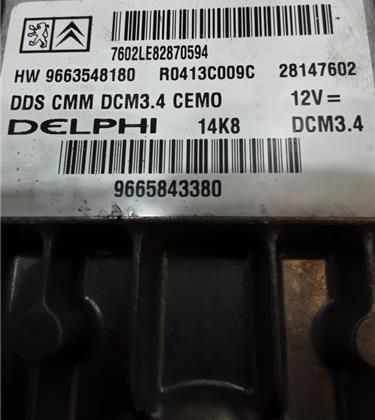 7602LE82870594
HW 9663548180 R0413C009C 28147602
DDS CMM DCM3.4 CEMO 12V=
DELPHI 14K8 DCM3.4
9665843380